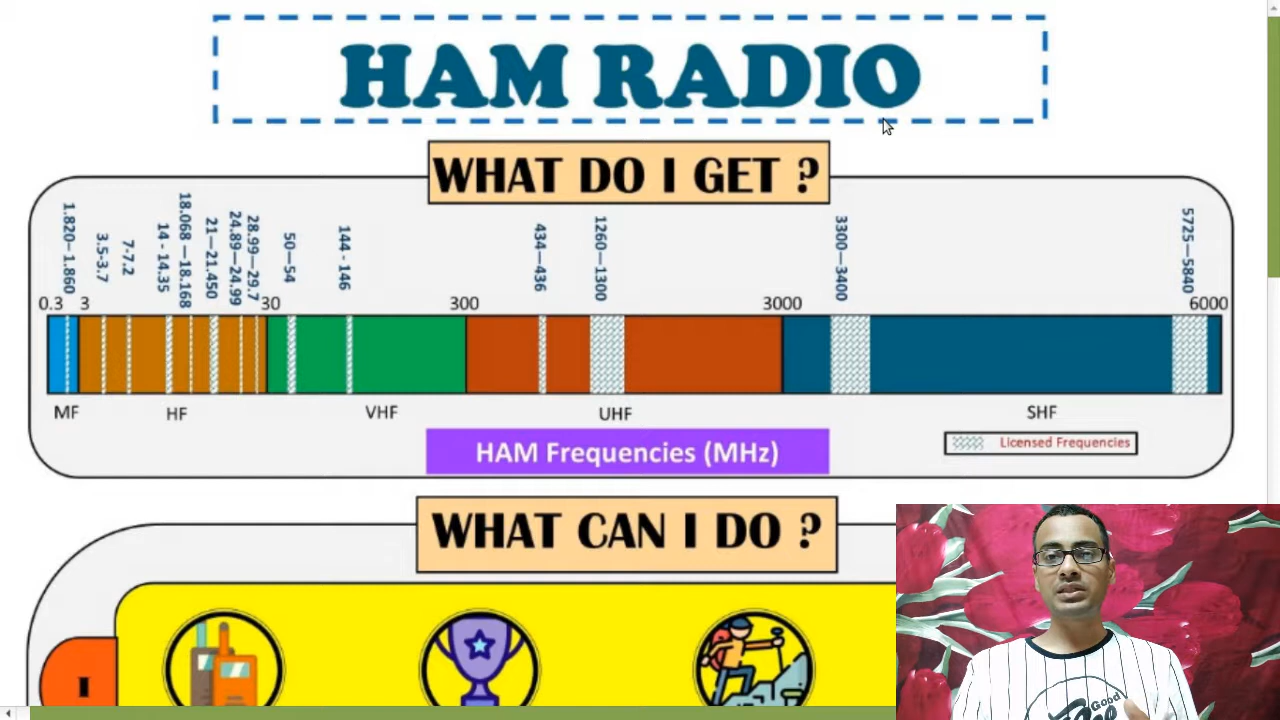 HAM RADIO
WHAT DO I GET ?
1.820—1.860
3.5-3.7
7-7.2
14 - 14.35
18.068 —18.168
21—21.450
24.89—24.99
28.99—29.7
50—54
144 - 146
434—436
1260—1300
3300—3400
5725—5840
0.3 3 30 300 3000 6000
MF HF VHF UHF SHF
HAM Frequencies (MHz)
Licensed Frequencies
WHAT CAN I DO ?
I
Good